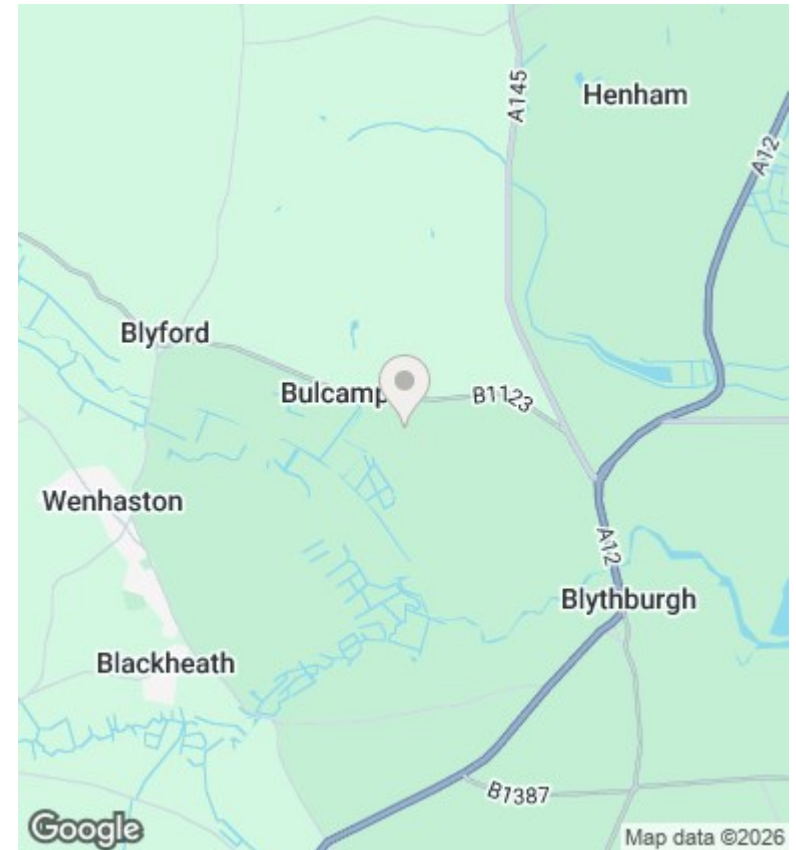 A145
Henham
A12
Blyford
Bulcamp
B1123
Wenhaston
A12
Blythburgh
Blackheath
B1387
Google
Map data ©2026